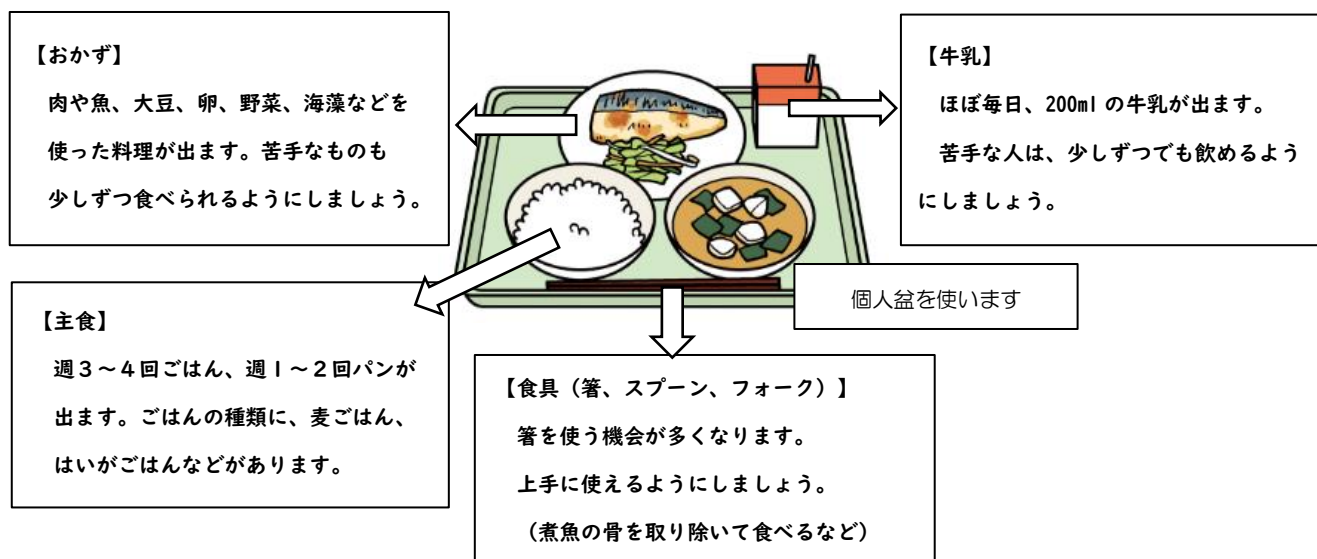 【おかず】
肉や魚、大豆、卵、野菜、海藻などを
使った料理が出ます。苦手なものも
少しずつ食べられるようにしましょう。
【牛乳】
ほぼ毎日、200mlの牛乳が出ます。
苦手な人は、少しずつでも飲めるよう
にしましょう。
個人盆を使います
【主食】
週3~4回ごはん、週1~2回パンが
出ます。ごはんの種類に、麦ごはん、
はいがごはんなどがあります。
【食具(箸、スプーン、フォーク)】
箸を使う機会が多くなります。
上手に使えるようにしましょう。
(煮魚の骨を取り除いて食べるなど)